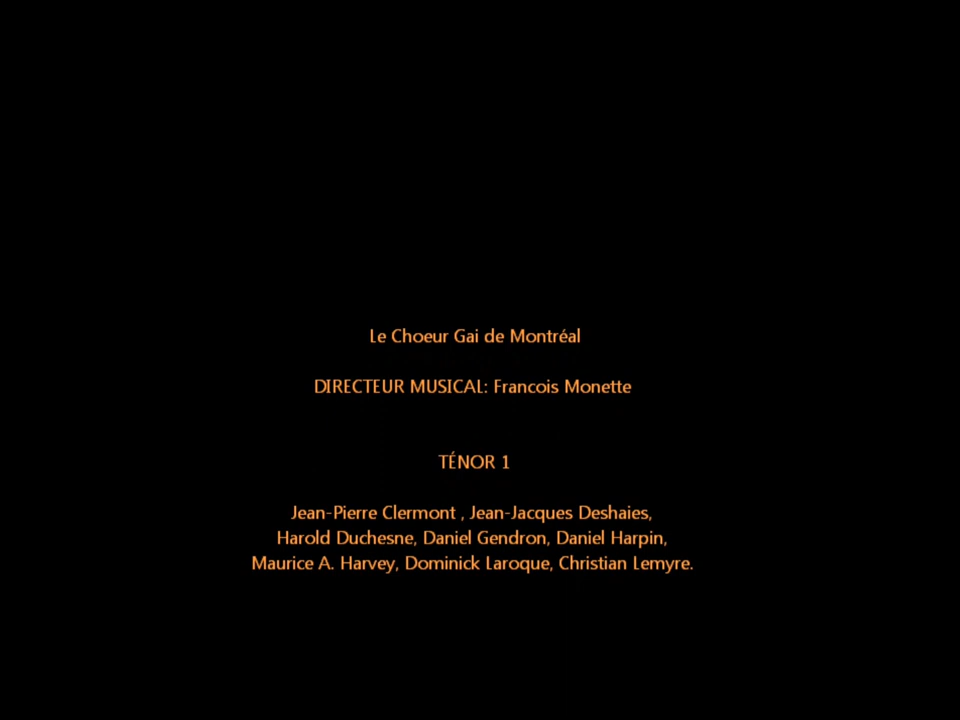 Le Choeur Gai de Montréal
DIRECTEUR MUSICAL: Francois Monette
TÉNOR 1
Jean-Pierre Clermont , Jean-Jacques Deshaies,
Harold Duchesne, Daniel Gendron, Daniel Harpin,
Maurice A. Harvey, Dominick Laroque, Christian Lemyre.